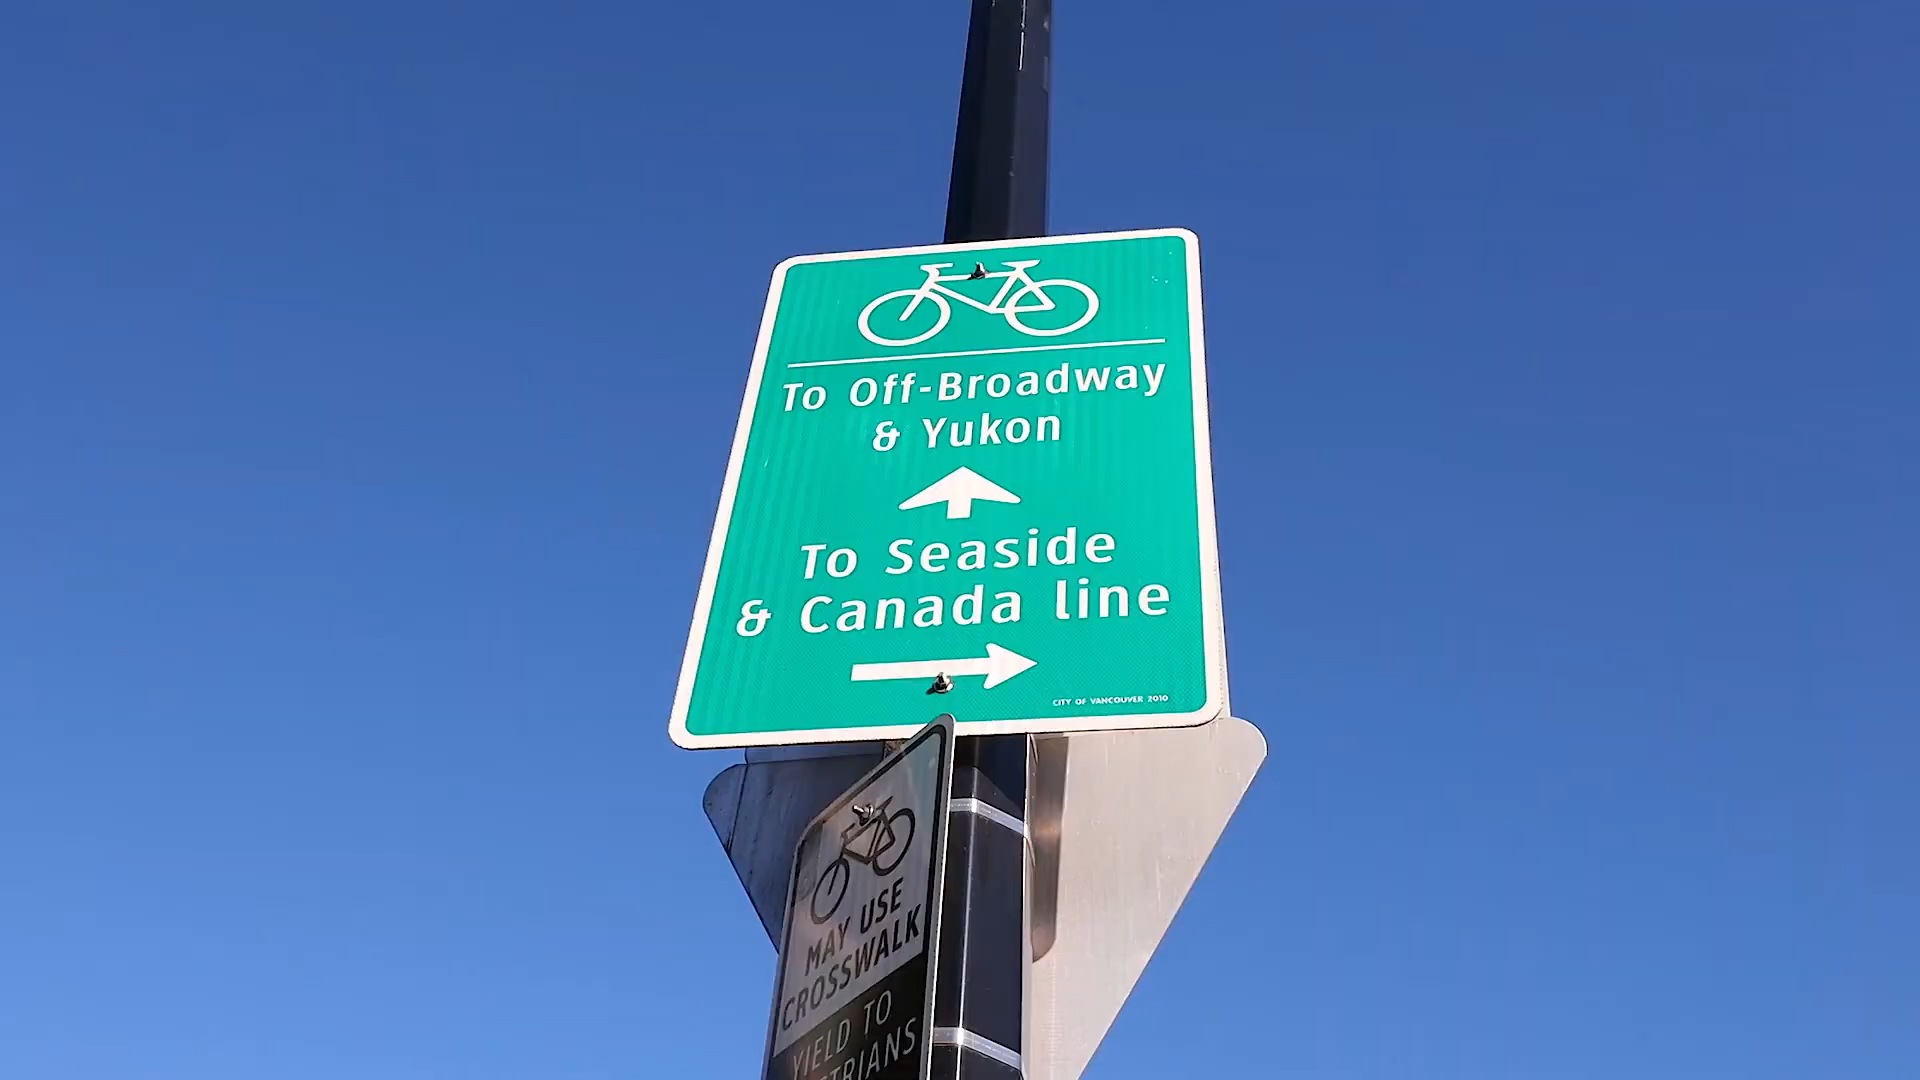 To Off-Broadway
& Yukon
To Seaside
& Canada line
CITY OF VANCOUVER 2010
MAY USE
CROSSWALK
YIELD TO